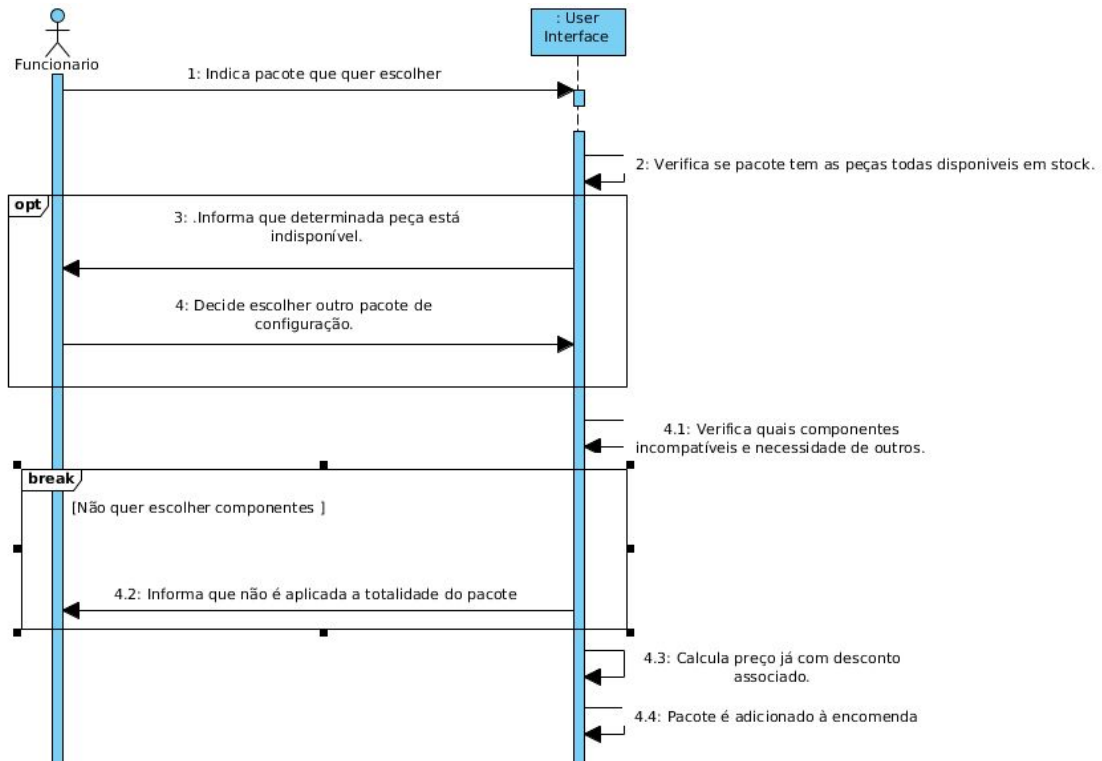 : User
Interface
Funcionario
1: Indica pacote que quer escolher
2: Verifica se pacote tem as peças todas disponiveis em stock.
opt
3: .Informa que determinada peça está
indisponível.
4: Decide escolher outro pacote de
configuração.
4.1: Verifica quais componentes
incompatíveis e necessidade de outros.
break
[Não quer escolher componentes ]
4.2: Informa que não é aplicada a totalidade do pacote
4.3: Calcula preço já com desconto
associado.
4.4: Pacote é adicionado à encomenda